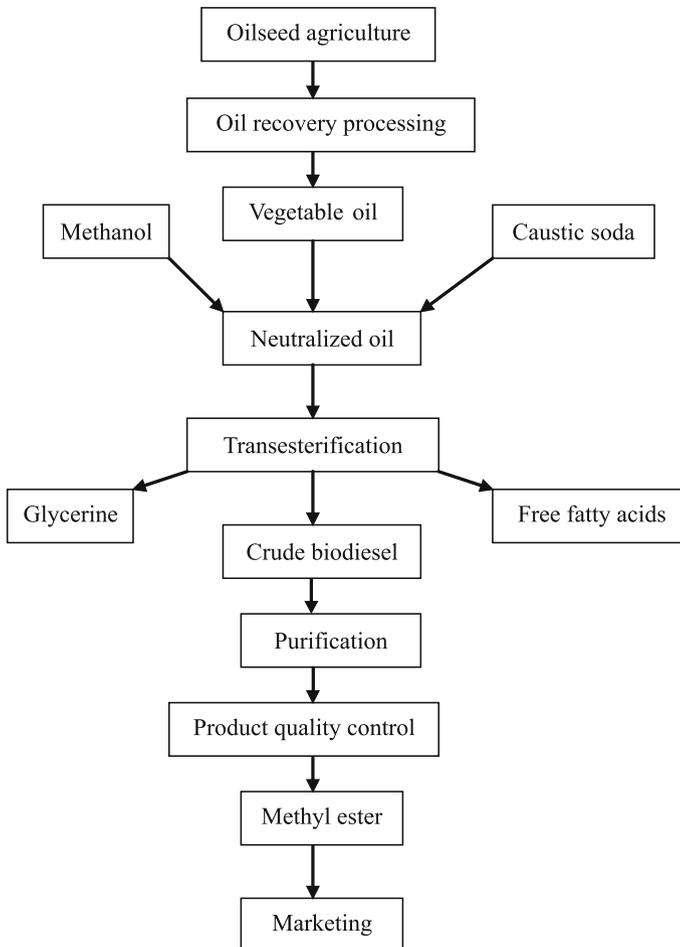 Oilseed agriculture
Oil recovery processing
Vegetable oil
Methanol
Caustic soda
Neutralized oil
Transesterification
Glycerine
Free fatty acids
Crude biodiesel
Purification
Product quality control
Methyl ester
Marketing